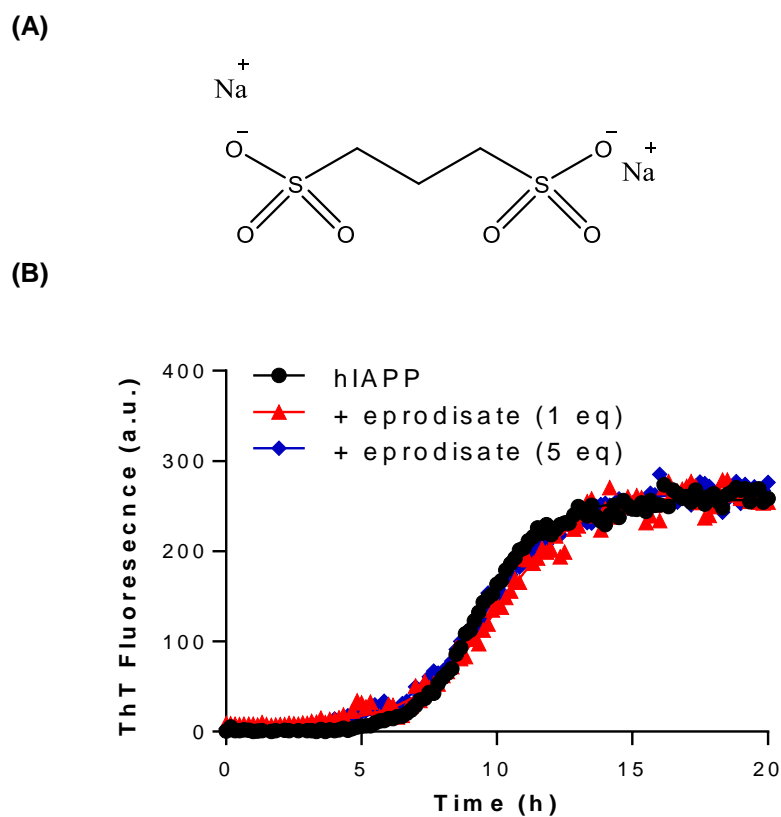 (A)
Na+
O−
O−
Na+
S
S
O
O
O
O
(B)
400
300
200
100
0
ThT Fluoresecnce (a.u.)
hIAPP
+ eprodisate (1 eq)
+ eprodisate (5 eq)
0
5
10
15
20
Time (h)